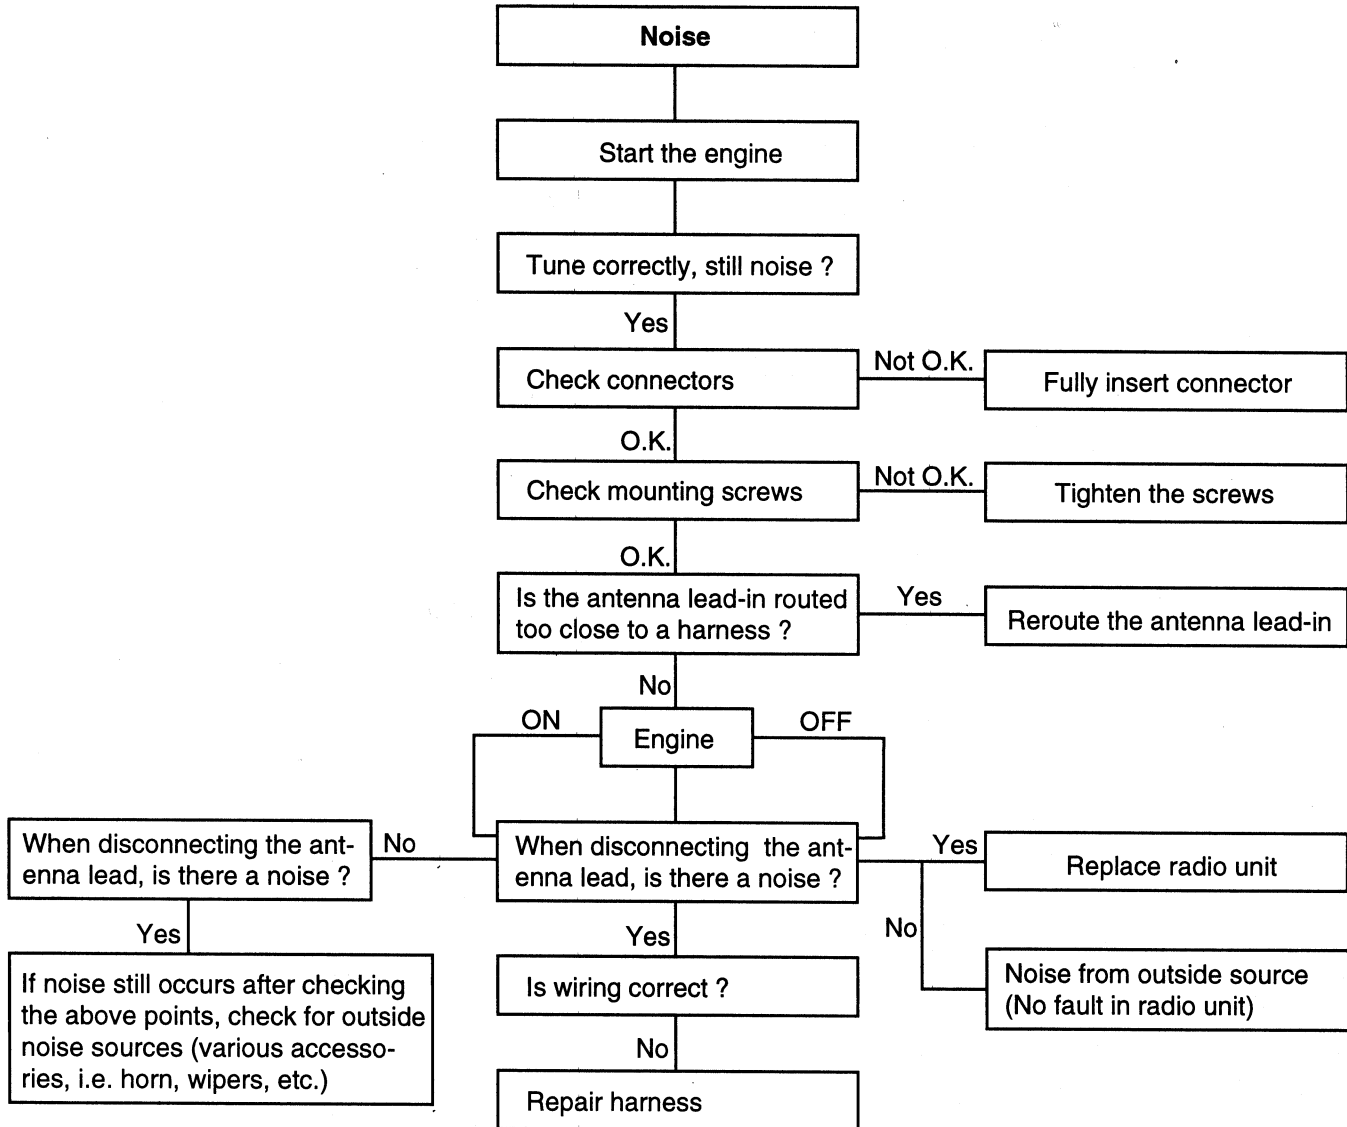 Noise
Start the engine
Tune correctly, still noise ?
Yes
Check connectors
Not O.K.
Fully insert connector
O.K.
Check mounting screws
Not O.K.
Tighten the screws
O.K.
Is the antenna lead-in routed
too close to a harness ?
Yes
Reroute the antenna lead-in
No
ON
Engine
OFF
When disconnecting the ant-
enna lead, is there a noise ?
No
When disconnecting the ant-
enna lead, is there a noise ?
Yes
Replace radio unit
No
Noise from outside source
(No fault in radio unit)
Yes
If noise still occurs after checking
the above points, check for outside
noise sources (various accesso-
ries, i.e. horn, wipers, etc.)
Yes
Is wiring correct ?
No
Repair harness